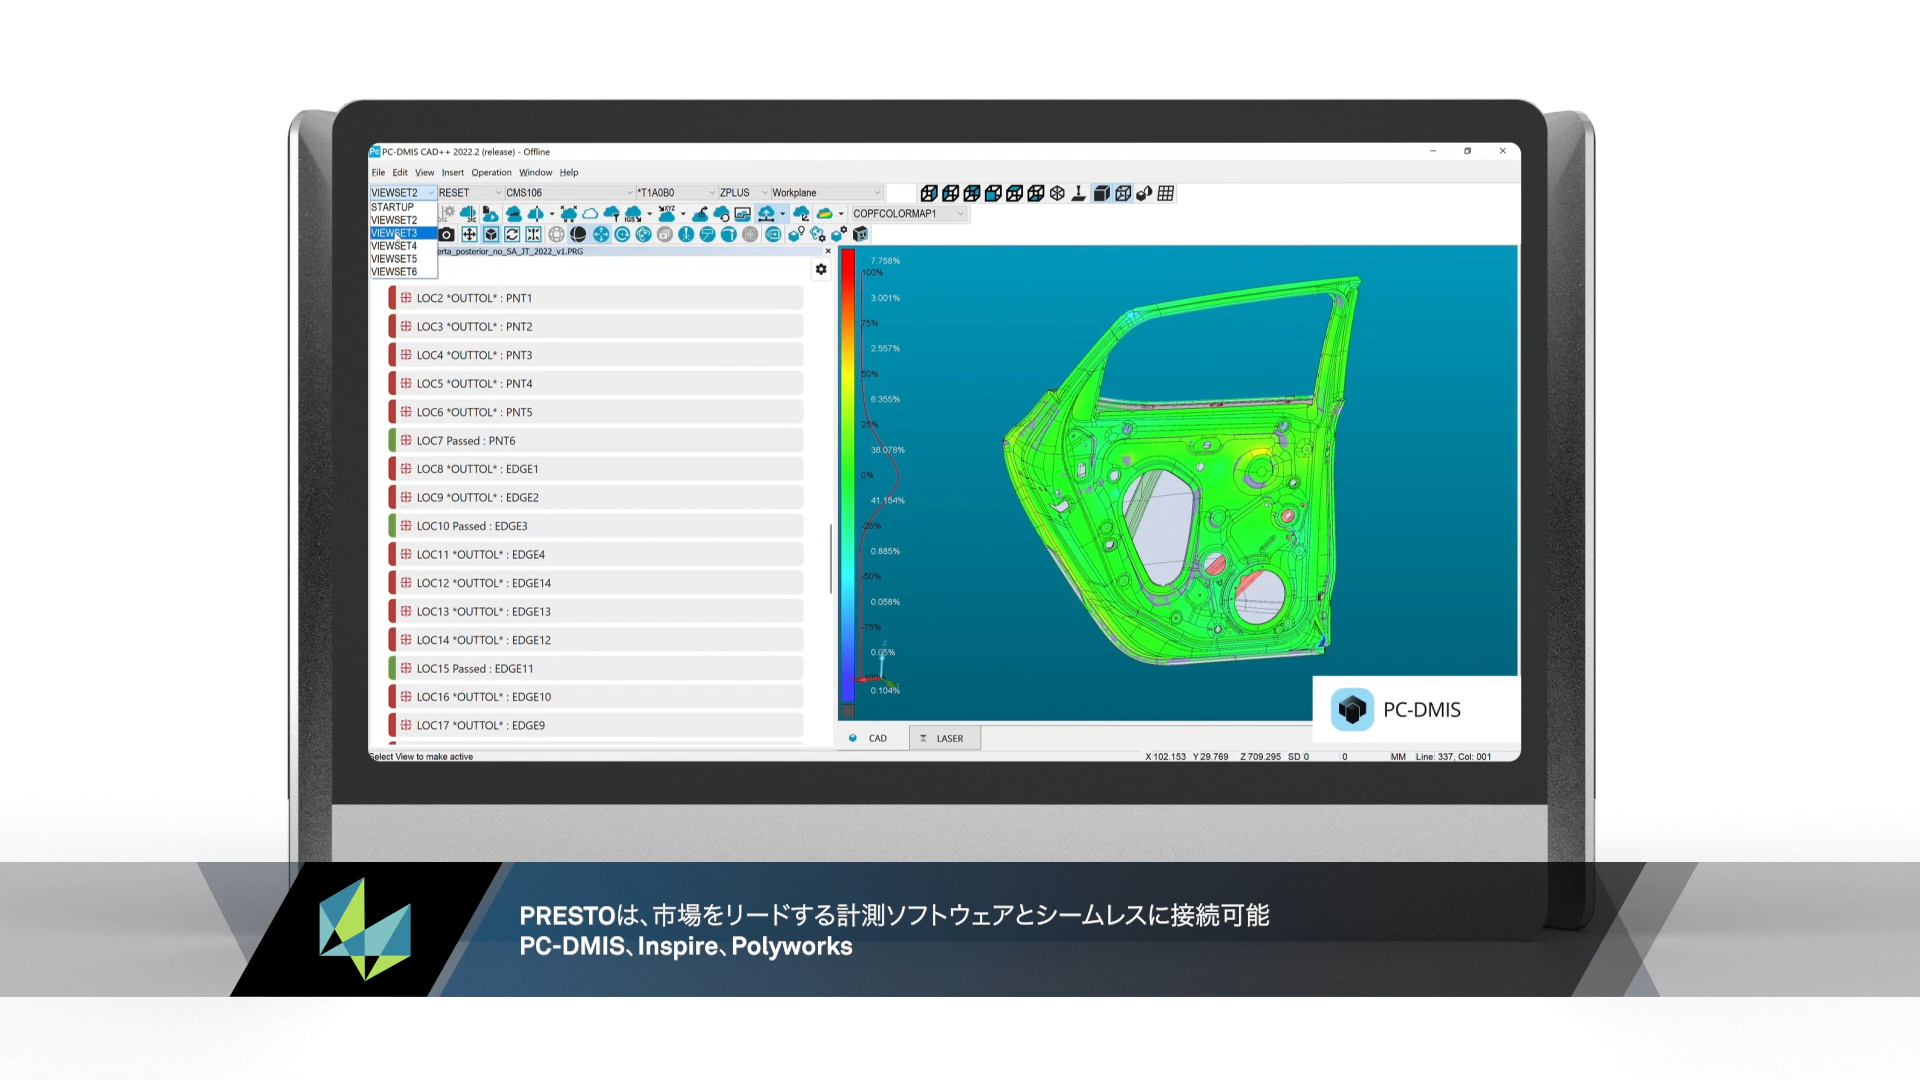 PC-DMIS CAD++ 2022.2 (release) - Offline
File Edit View Insert Operation Window Help
VIEWSET2 RESET CMS106 *T1A0B0 ZPLUS Workplane
STARTUP
VIEWSET2
VIEWSET3
VIEWSET4
VIEWSET5
VIEWSET6
COPFCOLORMAP1
erta_posterior_no_SA_JT_2022_v1.PRG
LOC2 *OUTTOL* : PNT1
LOC3 *OUTTOL* : PNT2
LOC4 *OUTTOL* : PNT3
LOC5 *OUTTOL* : PNT4
LOC6 *OUTTOL* : PNT5
LOC7 Passed : PNT6
LOC8 *OUTTOL* : EDGE1
LOC9 *OUTTOL* : EDGE2
LOC10 Passed : EDGE3
LOC11 *OUTTOL* : EDGE4
LOC12 *OUTTOL* : EDGE14
LOC13 *OUTTOL* : EDGE13
LOC14 *OUTTOL* : EDGE12
LOC15 Passed : EDGE11
LOC16 *OUTTOL* : EDGE10
LOC17 *OUTTOL* : EDGE9
7.758%
100%
3.001%
75%
2.557%
50%
6.355%
25%
38.078%
0%
41.154%
-25%
0.885%
-50%
0.058%
-75%
0.05%
0.104%
CAD LASER
PC-DMIS
Select View to make active
X 102.153 Y 29.769 Z 709.295 SD 0 0 MM Line: 337, Col: 001
PRESTOは、市場をリードする計測ソフトウェアとシームレスに接続可能
PC-DMIS、Inspire、Polyworks